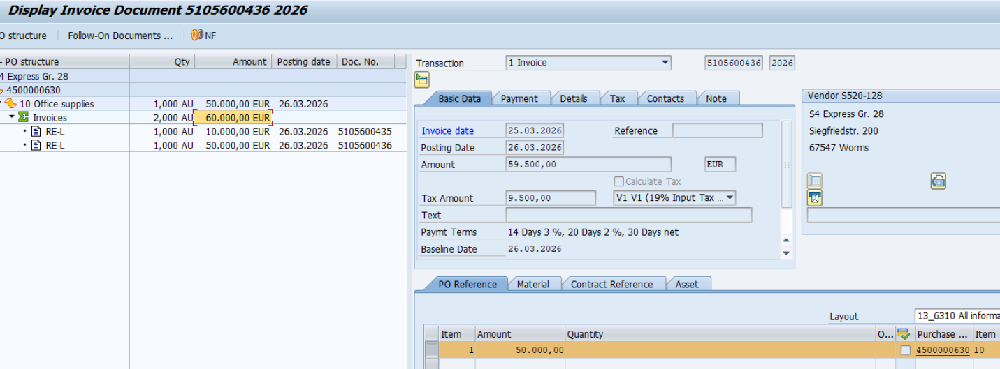 Display Invoice Document 5105600436 2026
O structure Follow-On Documents ... NF
PO structure Qty Amount Posting date Doc. No.
4 Express Gr. 28
4500000630
10 Office supplies 1,000 AU 50.000,00 EUR 26.03.2026
Invoices 2,000 AU 60.000,00 EUR
RE-L 1,000 AU 10.000,00 EUR 26.03.2026 5105600435
RE-L 1,000 AU 50.000,00 EUR 26.03.2026 5105600436
Transaction 1 Invoice 5105600436 2026
Basic Data Payment Details Tax Contacts Note
Invoice date 25.03.2026 Reference
Posting Date 26.03.2026
Amount 59.500,00 EUR
Calculate Tax
Tax Amount 9.500,00 V1 V1 (19% Input Tax ...
Text
Paymt Terms 14 Days 3 %, 20 Days 2 %, 30 Days net
Baseline Date 26.03.2026
Vendor S520-128
S4 Express Gr. 28
Siegfriedstr. 200
67547 Worms
PO Reference Material Contract Reference Asset
Layout 13_6310 All informa
Item Amount Quantity O... Purchase ... Item
1 50.000,00 4500000630 10